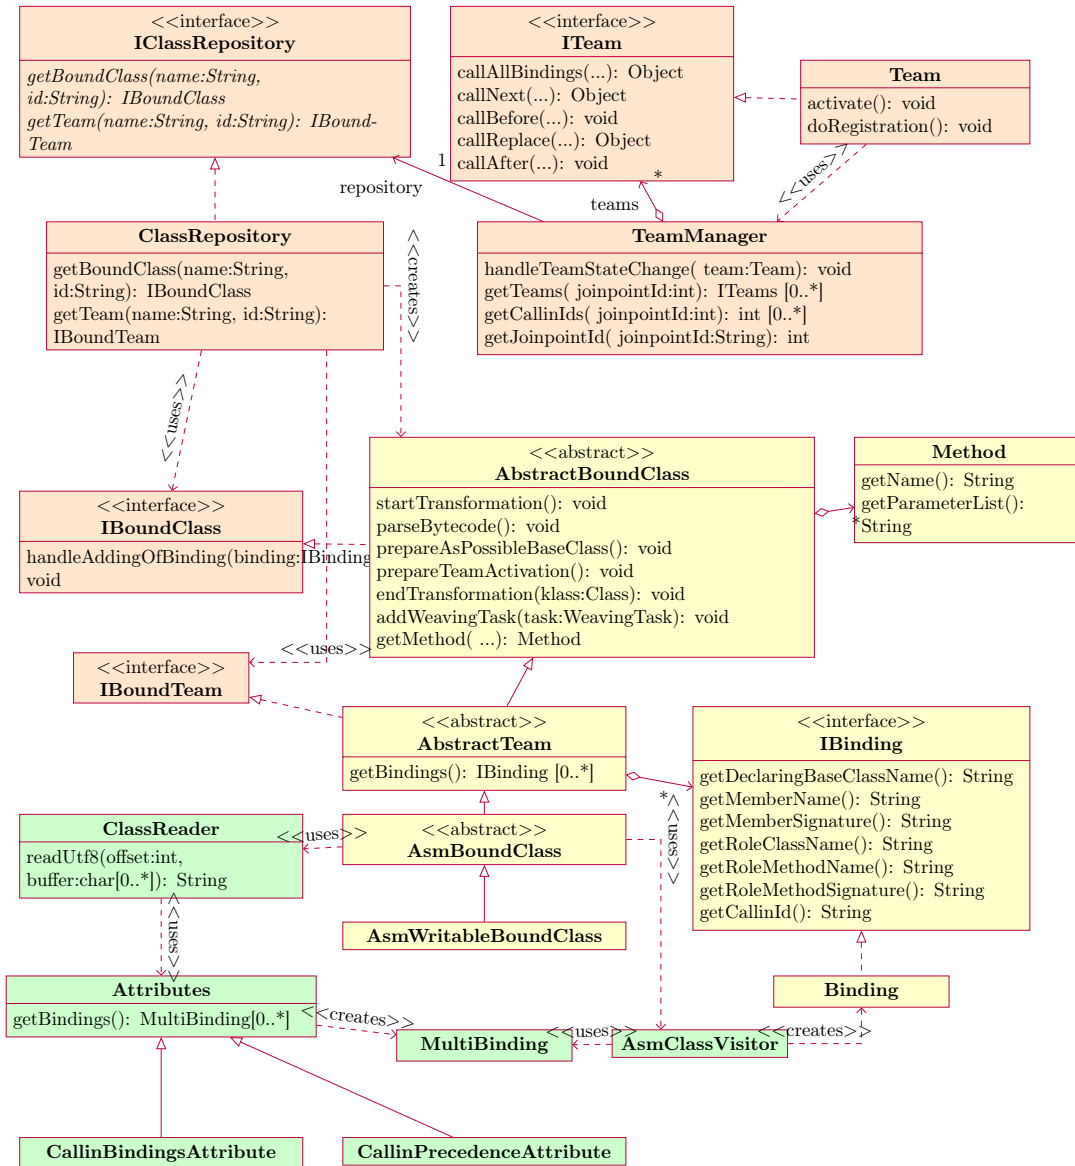 <<interface>>
IClassRepository
getBoundClass(name:String,
id:String): IBoundClass
getTeam(name:String, id:String): IBound-
Team
<<interface>>
ITeam
callAllBindings(...): Object
callNext(...): Object
callBefore(...): void
callReplace(...): Object
callAfter(...): void
Team
activate(): void
doRegistration(): void
1
repository
*
teams
<<uses>>
ClassRepository
getBoundClass(name:String,
id:String): IBoundClass
getTeam(name:String, id:String):
IBoundTeam
<<creates>>
TeamManager
handleTeamStateChange( team:Team): void
getTeams( joinpointId:int): ITeams [0..*]
getCallinIds( joinpointId:int): int [0..*]
getJoinpointId( joinpointId:String): int
<<uses>>
<<abstract>>
AbstractBoundClass
startTransformation(): void
parseBytecode(): void
prepareAsPossibleBaseClass(): void
prepareTeamActivation(): void
endTransformation(klass:Class): void
addWeavingTask(task:WeavingTask): void
getMethod( ...): Method
Method
getName(): String
getParameterList():
String
*
<<interface>>
IBoundClass
handleAddingOfBinding(binding:IBinding
void
<<uses>>
<<interface>>
IBoundTeam
<<abstract>>
AbstractTeam
getBindings(): IBinding [0..*]
<<interface>>
IBinding
getDeclaringBaseClassName(): String
getMemberName(): String
getMemberSignature(): String
getRoleClassName(): String
getRoleMethodName(): String
getRoleMethodSignature(): String
getCallinId(): String
*
<<uses>>
ClassReader
readUtf8(offset:int,
buffer:char[0..*]): String
<<uses>>
<<abstract>>
AsmBoundClass
<<uses>>
AsmWritableBoundClass
Attributes
getBindings(): MultiBinding[0..*]
<<creates>>
MultiBinding
<<uses>>
AsmClassVisitor
<<creates>>
Binding
CallinBindingsAttribute
CallinPrecedenceAttribute